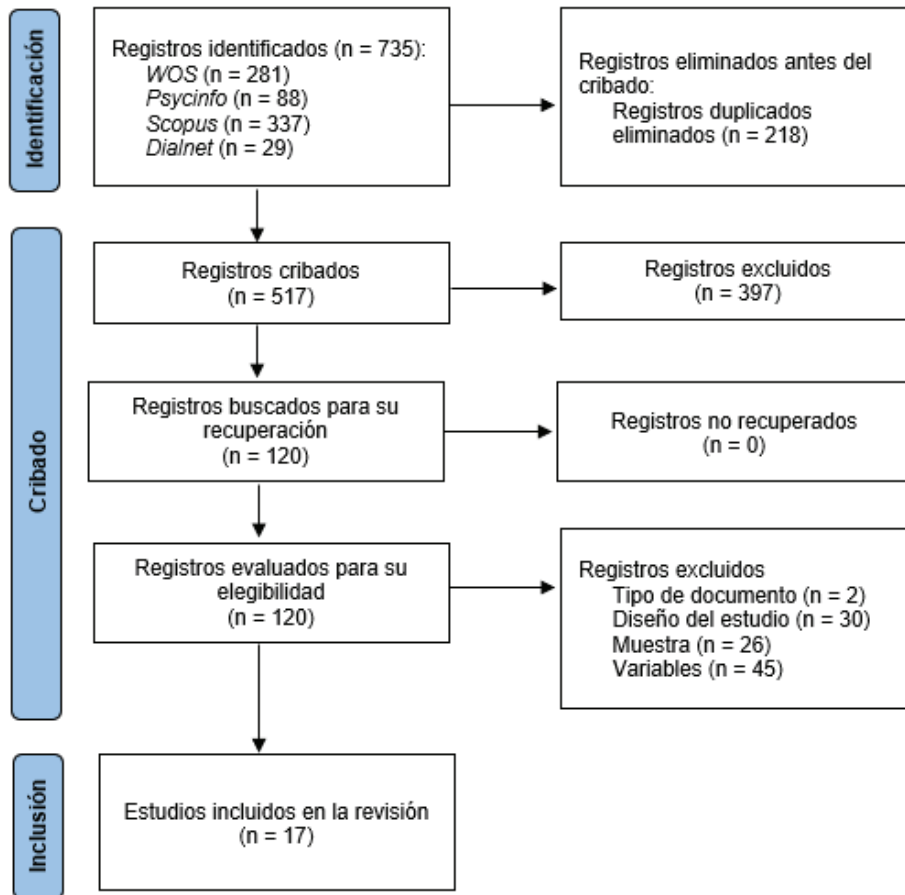 Identificación
Registros identificados (n = 735):
WOS (n = 281)
Psycinfo (n = 88)
Scopus (n = 337)
Dialnet (n = 29)
Registros eliminados antes del
cribado:
Registros duplicados
eliminados (n = 218)
Cribado
Registros cribados
(n = 517)
Registros excluidos
(n = 397)
Registros buscados para su
recuperación
(n = 120)
Registros no recuperados
(n = 0)
Registros evaluados para su
elegibilidad
(n = 120)
Registros excluidos
Tipo de documento (n = 2)
Diseño del estudio (n = 30)
Muestra (n = 26)
Variables (n = 45)
Inclusión
Estudios incluidos en la revisión
(n = 17)